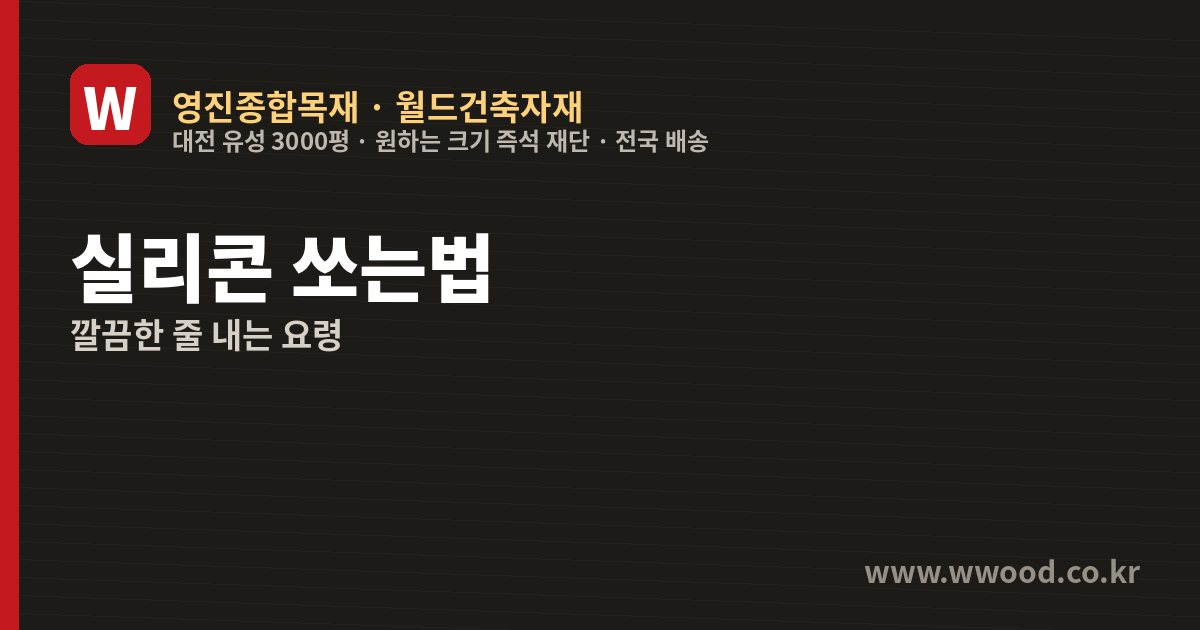 W
영진종합목재 · 월드건축자재
대전 유성 3000평 · 원하는 크기 즉석 재단 · 전국 배송
실리콘 쏘는법
깔끔한 줄 내는 요령
www.wwood.co.kr